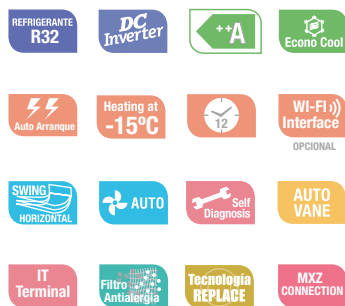 REFRIGERANTE
R32
DC
Inverter
++A
Econo Cool
Auto Arranque
Heating at
-15ºC
12
WI-FI
Interface
OPCIONAL
SWING
HORIZONTAL
AUTO
Self
Diagnosis
AUTO
VANE
IT
Terminal
Filtro
Antialergia
Tecnologia
REPLACE
MXZ
CONNECTION